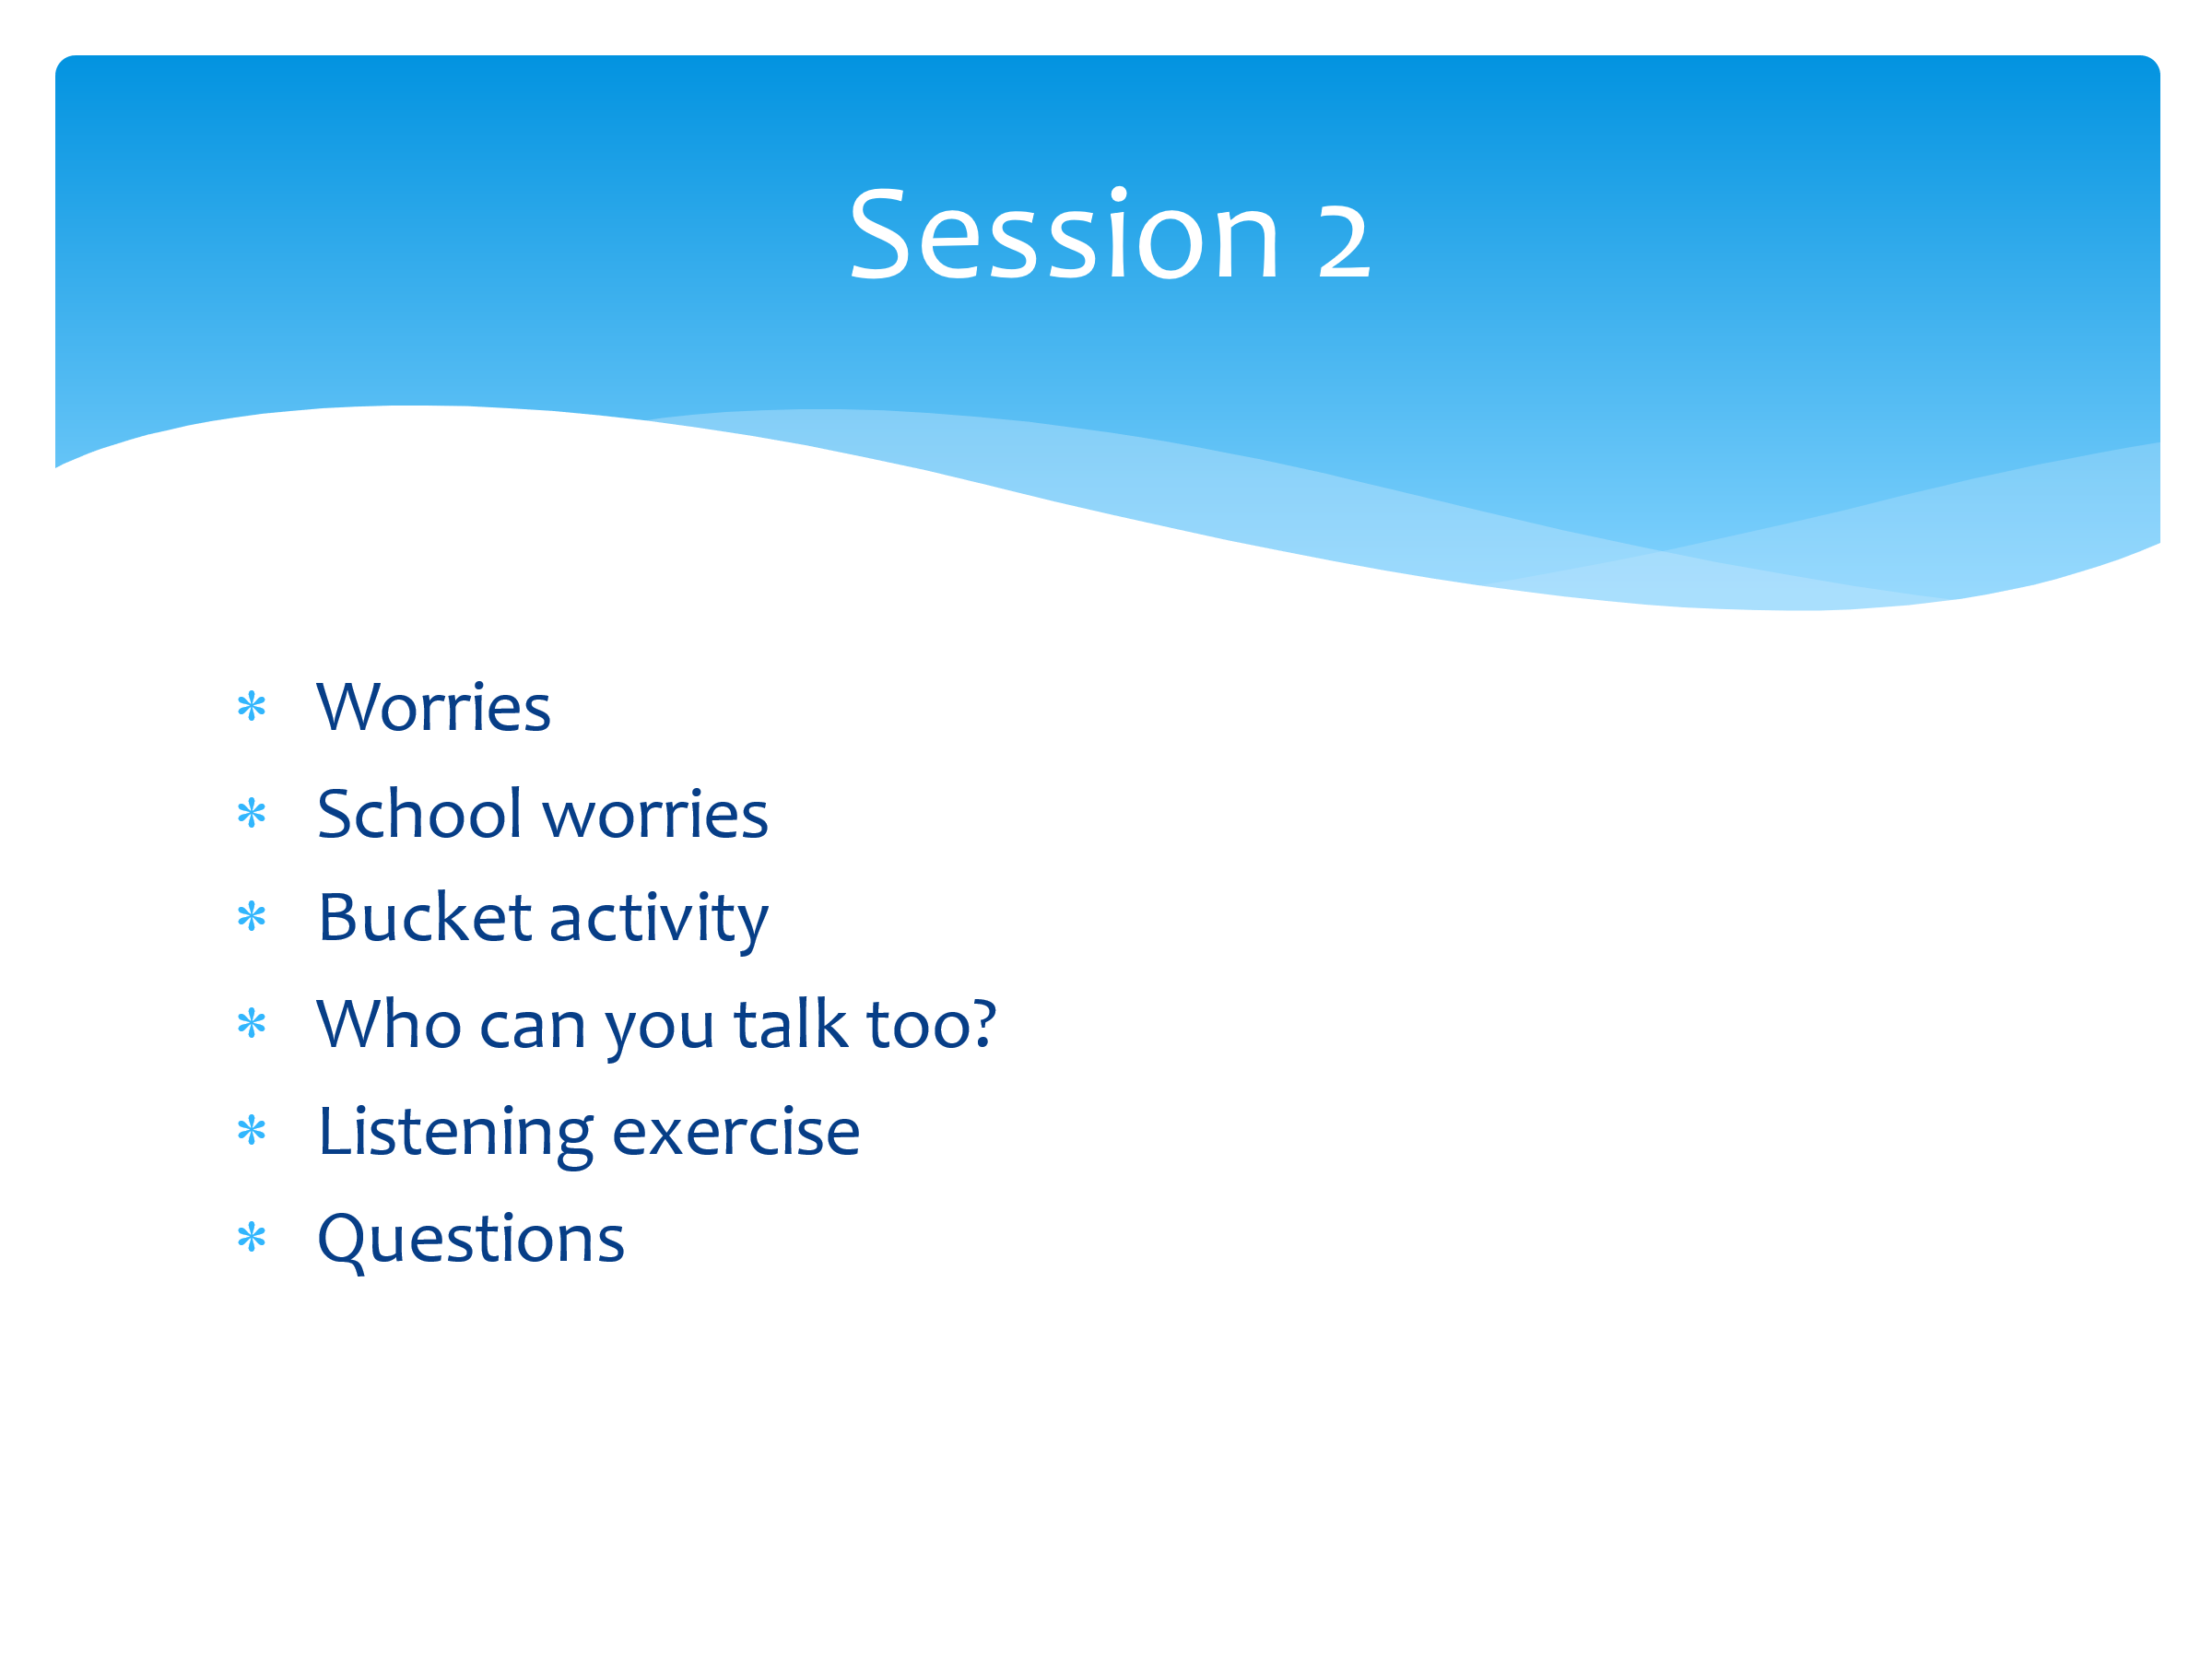 Session 2
* Worries
* School worries
* Bucket activity
* Who can you talk too?
* Listening exercise
* Questions